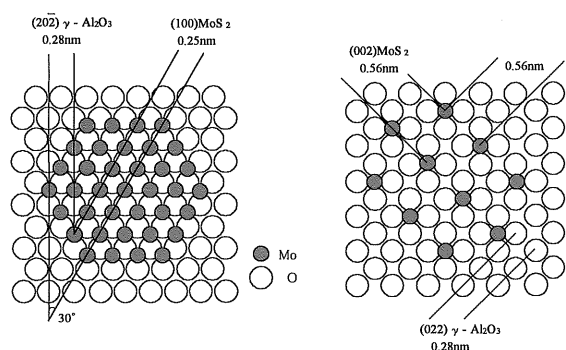 (202̅) γ - Al₂O₃
0.28nm
(100)MoS ₂
0.25nm
30°
Mo
O
(002)MoS ₂
0.56nm
0.56nm
(022) γ - Al₂O₃
0.28nm